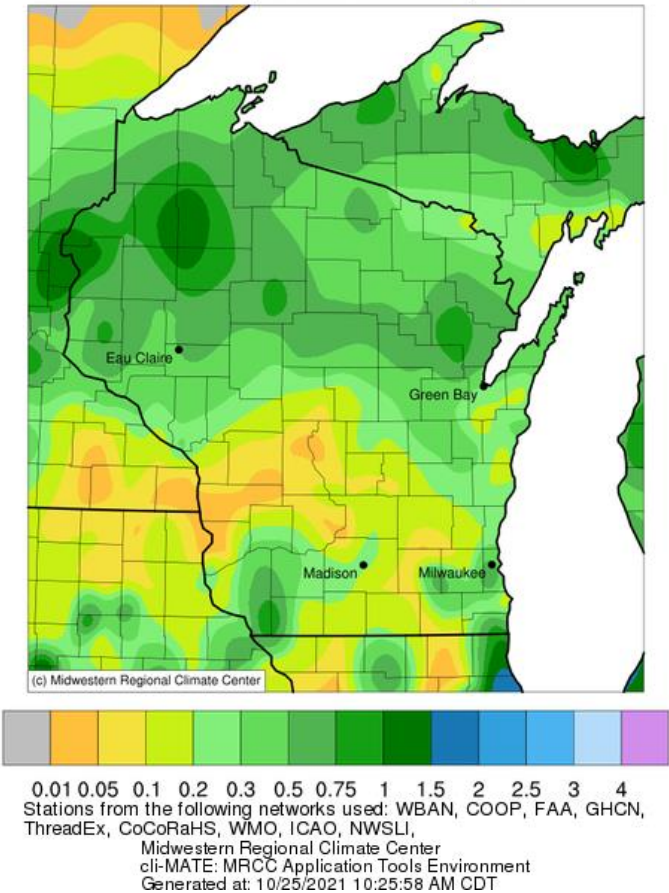 Eau Claire
Green Bay
Madison
Milwaukee
(c) Midwestern Regional Climate Center
0.01 0.05 0.1 0.2 0.3 0.5 0.75 1 1.5 2 2.5 3 4
Stations from the following networks used: WBAN, COOP, FAA, GHCN,
ThreadEx, CoCoRaHS, WMO, ICAO, NWSLI,
Midwestern Regional Climate Center
cli-MATE: MRCC Application Tools Environment
Generated at: 10/25/2021 10:25:58 AM CDT